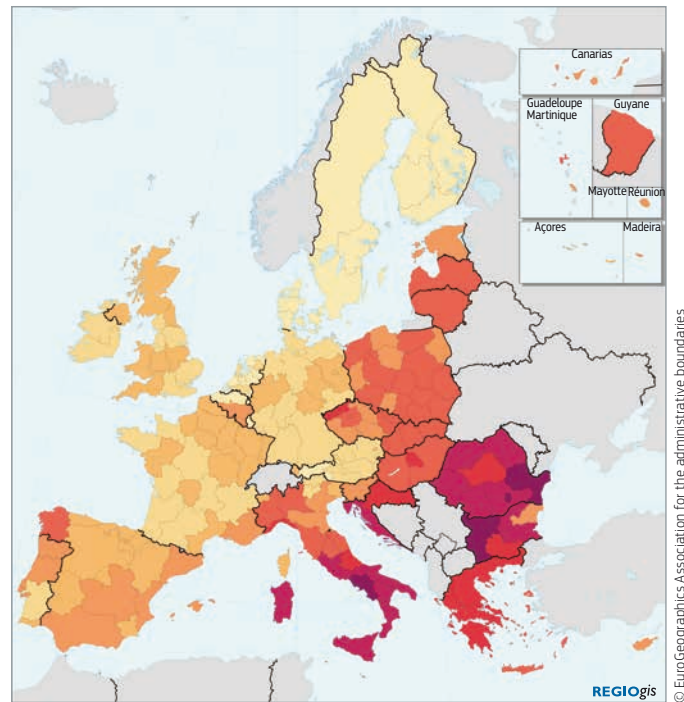 Canarias
Guadeloupe
Martinique
Guyane
Mayotte
Réunion
Açores
Madeira
REGIOgis
© EuroGeographics Association for the administrative boundaries